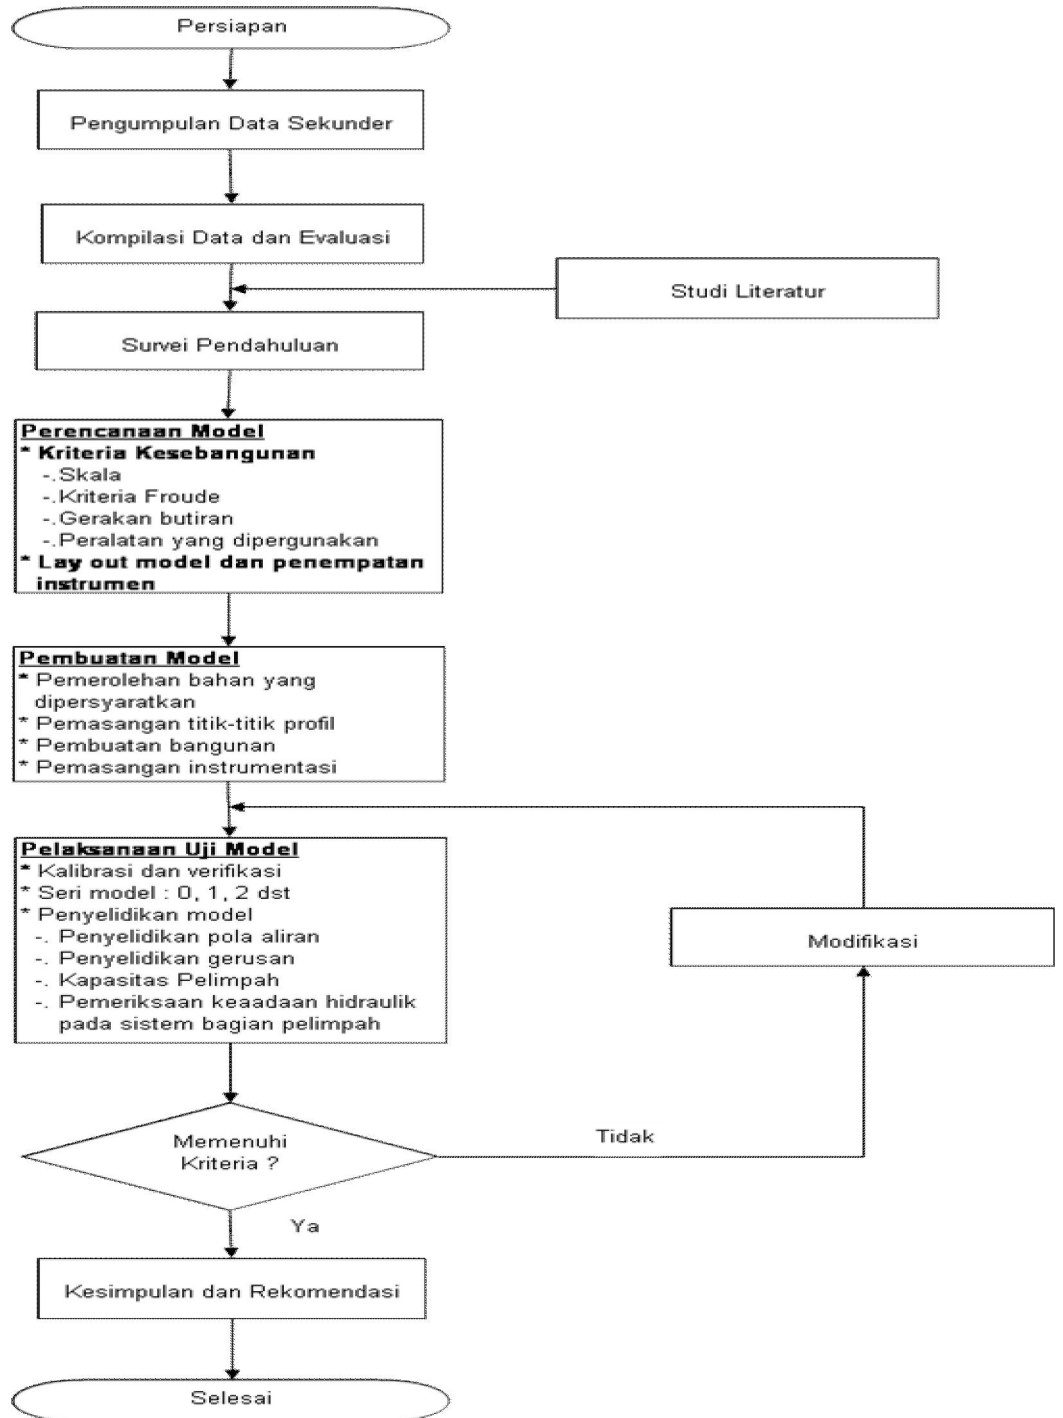 Persiapan
Pengumpulan Data Sekunder
Kompilasi Data dan Evaluasi
Studi Literatur
Survei Pendahuluan
Perencanaan Model
* Kriteria Kesebangunan
-.Skala
-.Kriteria Froude
-.Gerakan butiran
-.Peralatan yang dipergunakan
* Lay out model dan penempatan
instrumen
Pembuatan Model
* Pemerolehan bahan yang
dipersyaratkan
* Pemasangan titik-titik profil
* Pembuatan bangunan
* Pemasangan instrumentasi
Pelaksanaan Uji Model
* Kalibrasi dan verifikasi
* Seri model : 0, 1, 2 dst
* Penyelidikan model
-. Penyelidikan pola aliran
-. Penyelidikan gerusan
-. Kapasitas Pelimpah
-. Pemeriksaan keaadaan hidraulik
pada sistem bagian pelimpah
Modifikasi
Memenuhi
Kriteria ?
Tidak
Ya
Kesimpulan dan Rekomendasi
Selesai